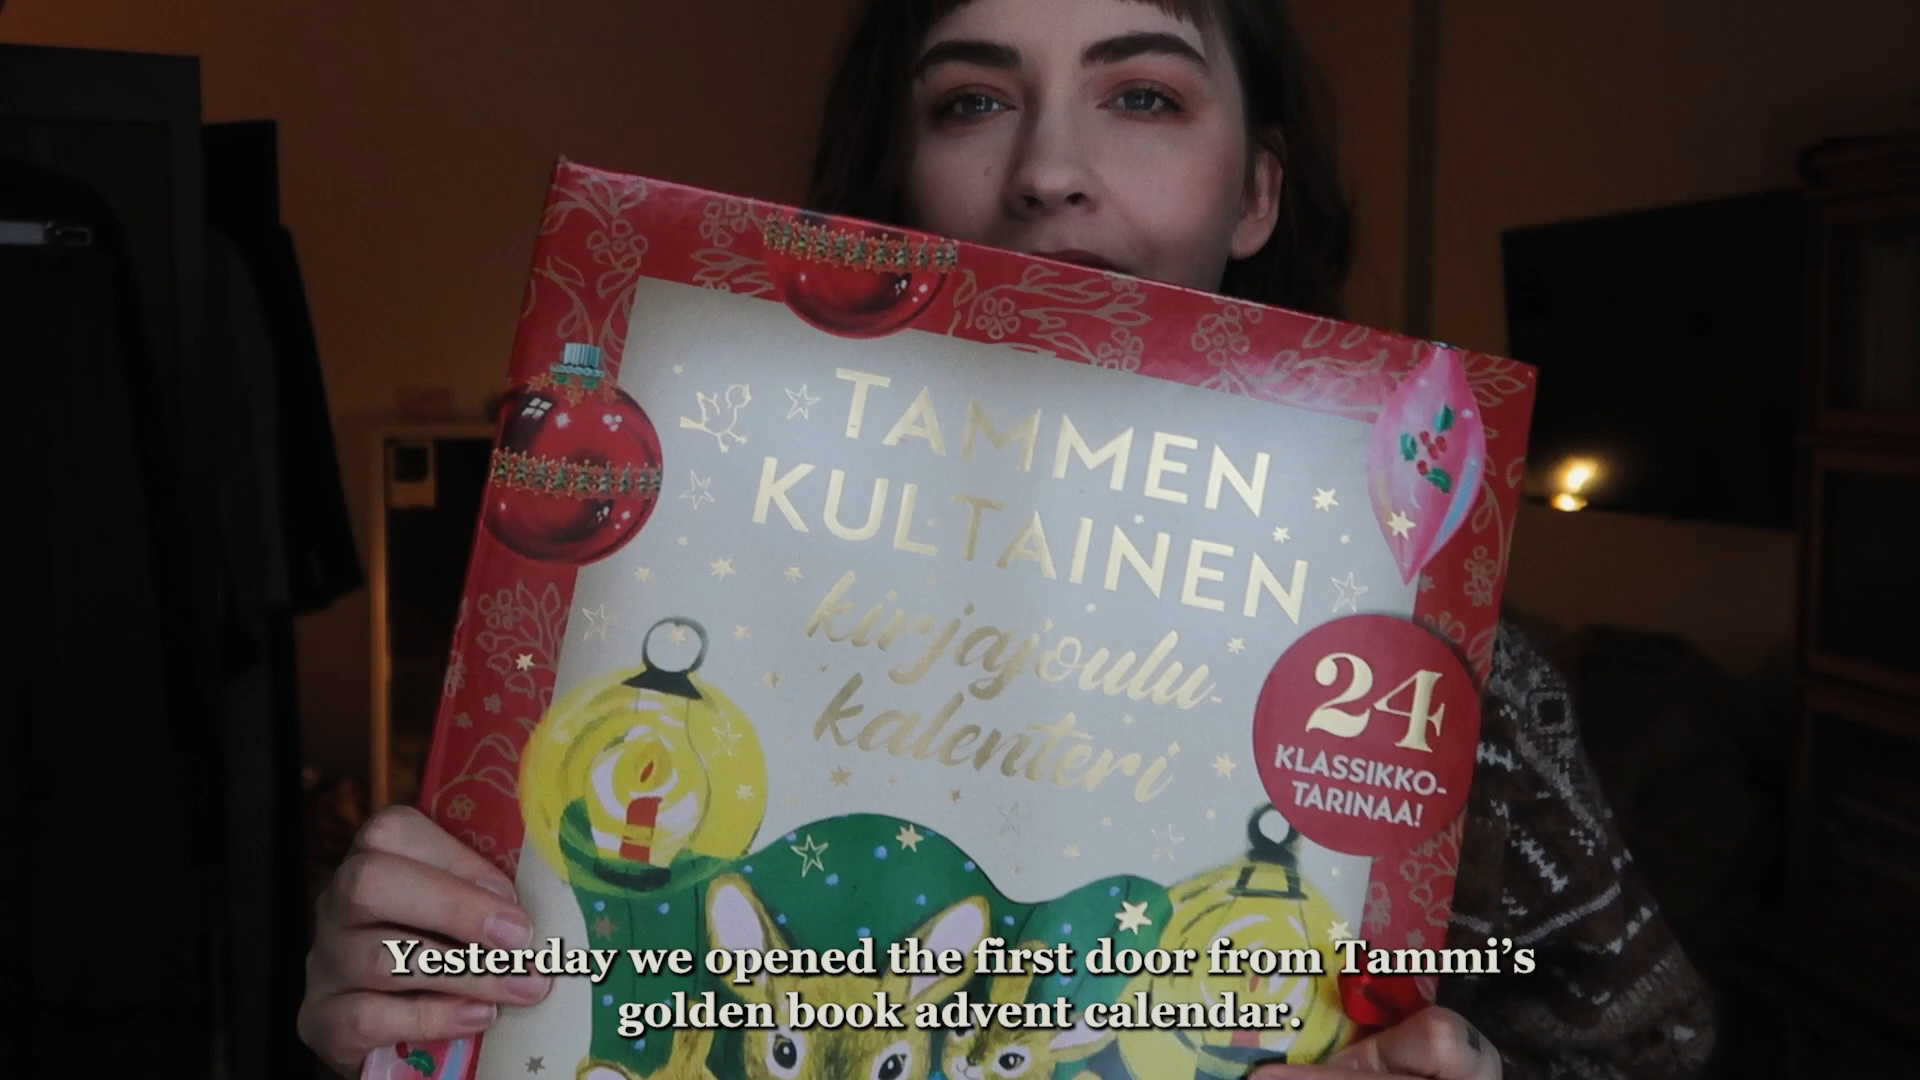 TAMMEN
KULTAINEN
kirjajoulu-
kalenteri
24
KLASSIKKO-
TARINAA!
Yesterday we opened the first door from Tammi’s
golden book advent calendar.